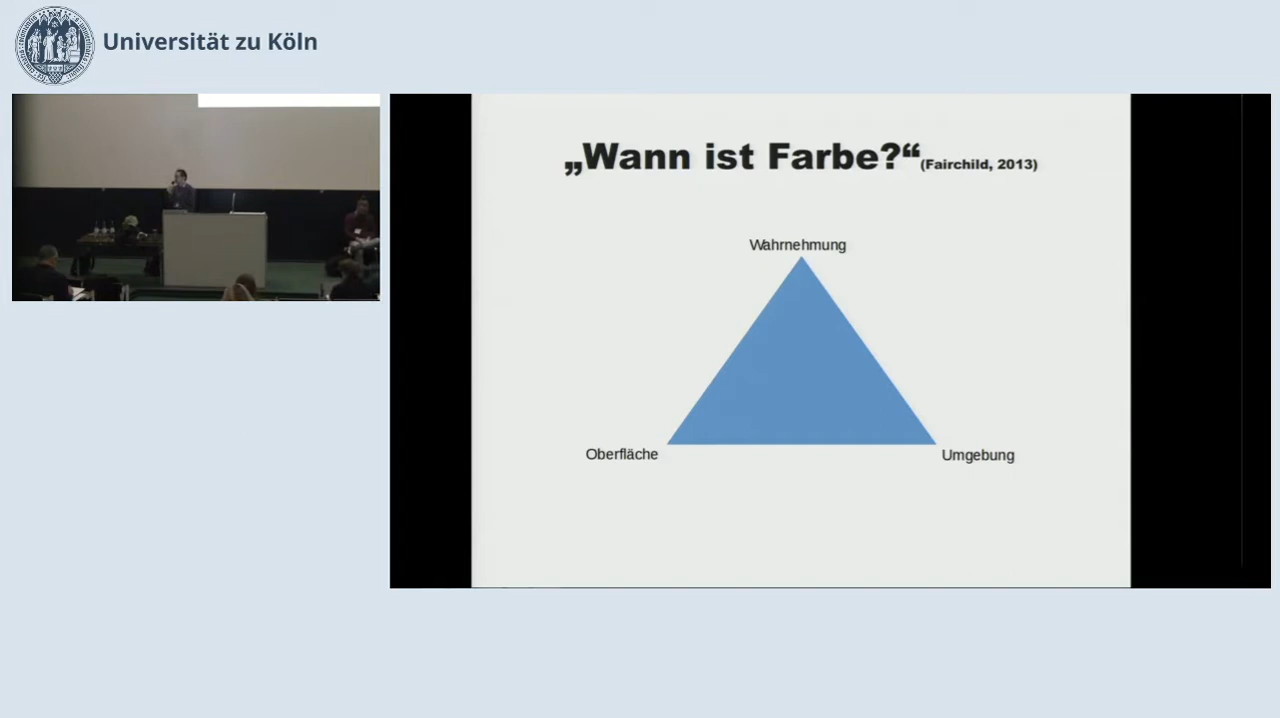 Universität zu Köln
„Wann ist Farbe?“(Fairchild, 2013)
Wahrnehmung
Oberfläche
Umgebung